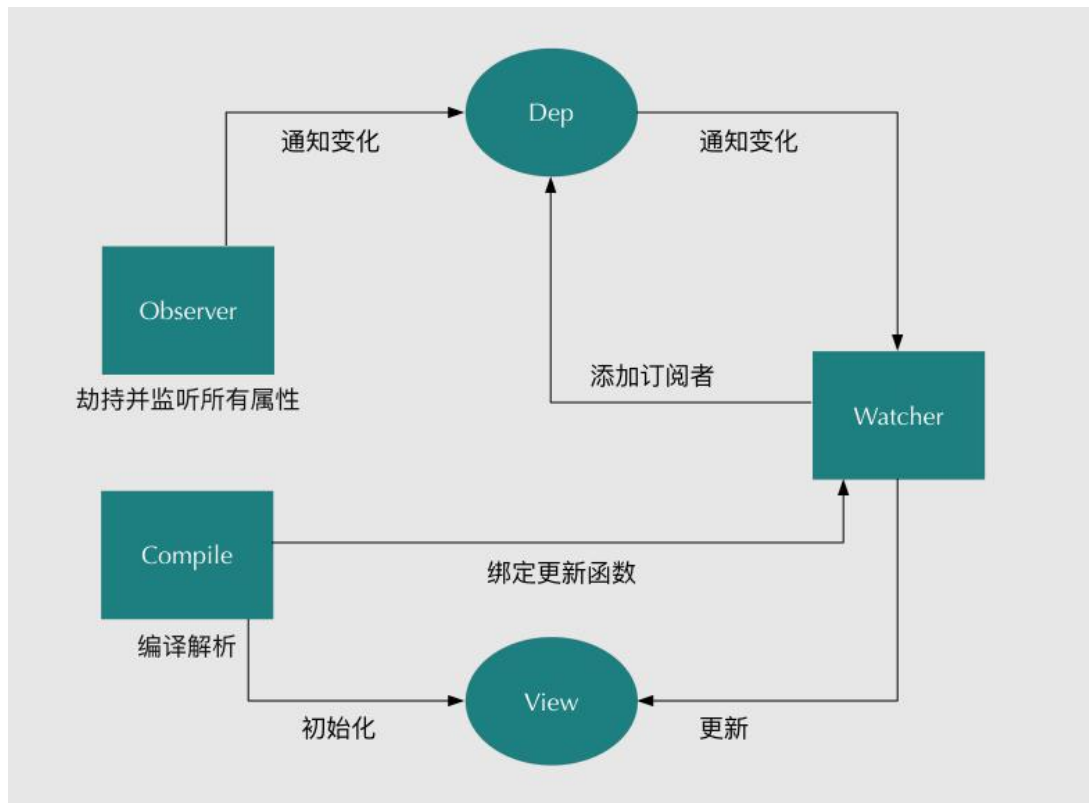 Dep
通知变化
通知变化
Observer
劫持并监听所有属性
添加订阅者
Watcher
Compile
绑定更新函数
编译解析
View
初始化
更新